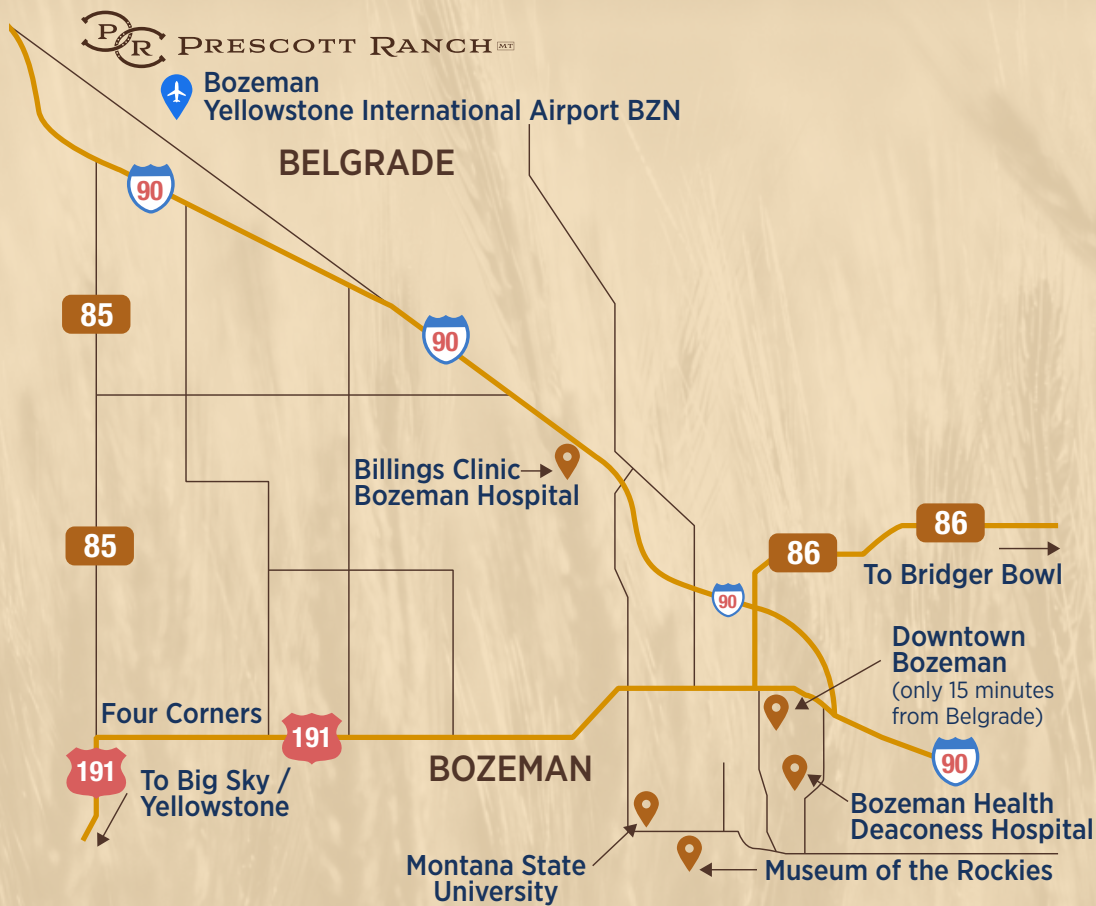 PR PRESCOTT RANCH MT
Bozeman
Yellowstone International Airport BZN
BELGRADE
90
85
90
Billings Clinic
Bozeman Hospital
86
85
86
To Bridger Bowl
90
Downtown
Bozeman
(only 15 minutes
from Belgrade)
Four Corners
191
191
To Big Sky /
Yellowstone
BOZEMAN
90
Bozeman Health
Deaconess Hospital
Montana State
University
Museum of the Rockies